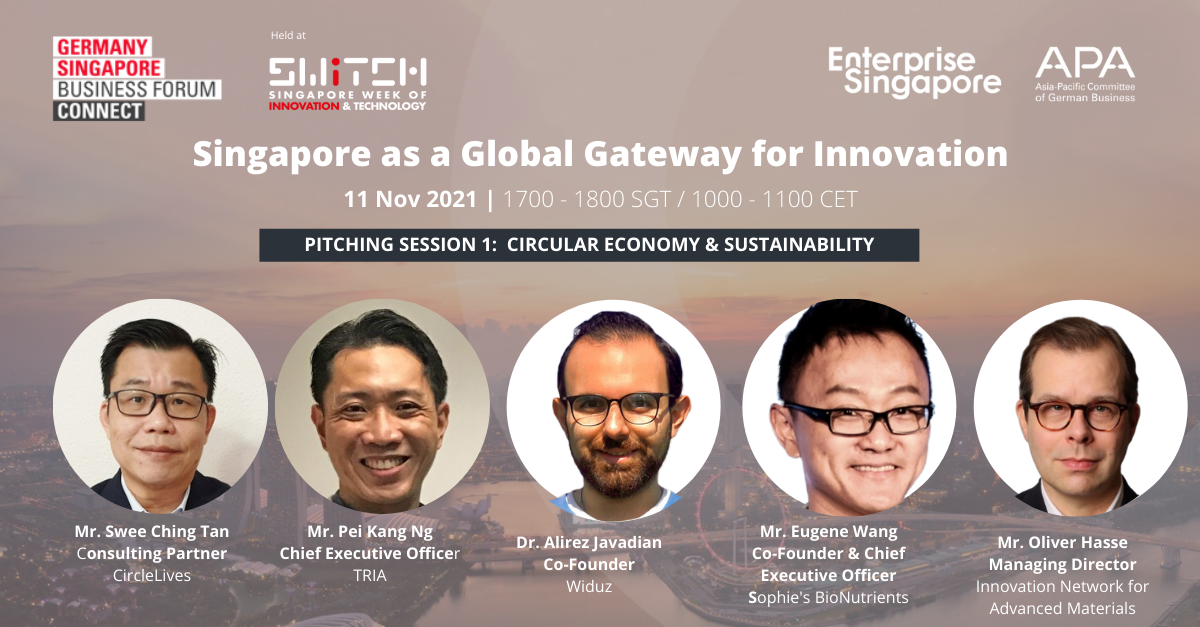 GERMANY
SINGAPORE
BUSINESS FORUM
CONNECT
Held at
SWiTCH
SINGAPORE WEEK OF
INNOVATION & TECHNOLOGY
Enterprise
Singapore
APA
Asia-Pacific Committee
of German Business
Singapore as a Global Gateway for Innovation
11 Nov 2021 | 1700 - 1800 SGT / 1000 - 1100 CET
PITCHING SESSION 1: CIRCULAR ECONOMY & SUSTAINABILITY
Mr. Swee Ching Tan
Consulting Partner
CircleLives
Mr. Pei Kang Ng
Chief Executive Officer
TRIA
Dr. Alirez Javadian
Co-Founder
Widuz
Mr. Eugene Wang
Co-Founder & Chief
Executive Officer
Sophie's BioNutrients
Mr. Oliver Hasse
Managing Director
Innovation Network for
Advanced Materials